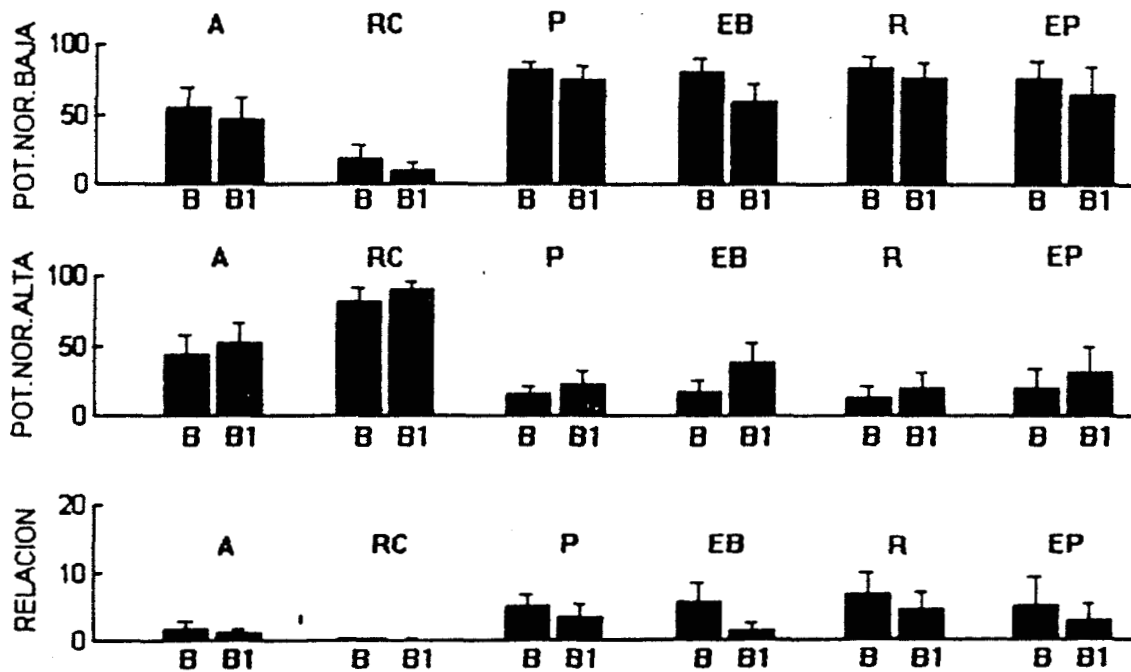 A RC P EB R EP
POT.NOR.BAJA
100
50
0
B B1 B B1 B B1 B B1 B B1 B B1
A RC P EB R EP
POT.NOR.ALTA
100
50
0
B B1 B B1 B B1 B B1 B B1 B B1
RELACION
20
A RC P EB R EP
10
0
B B1 B B1 B B1 B B1 B B1 B B1